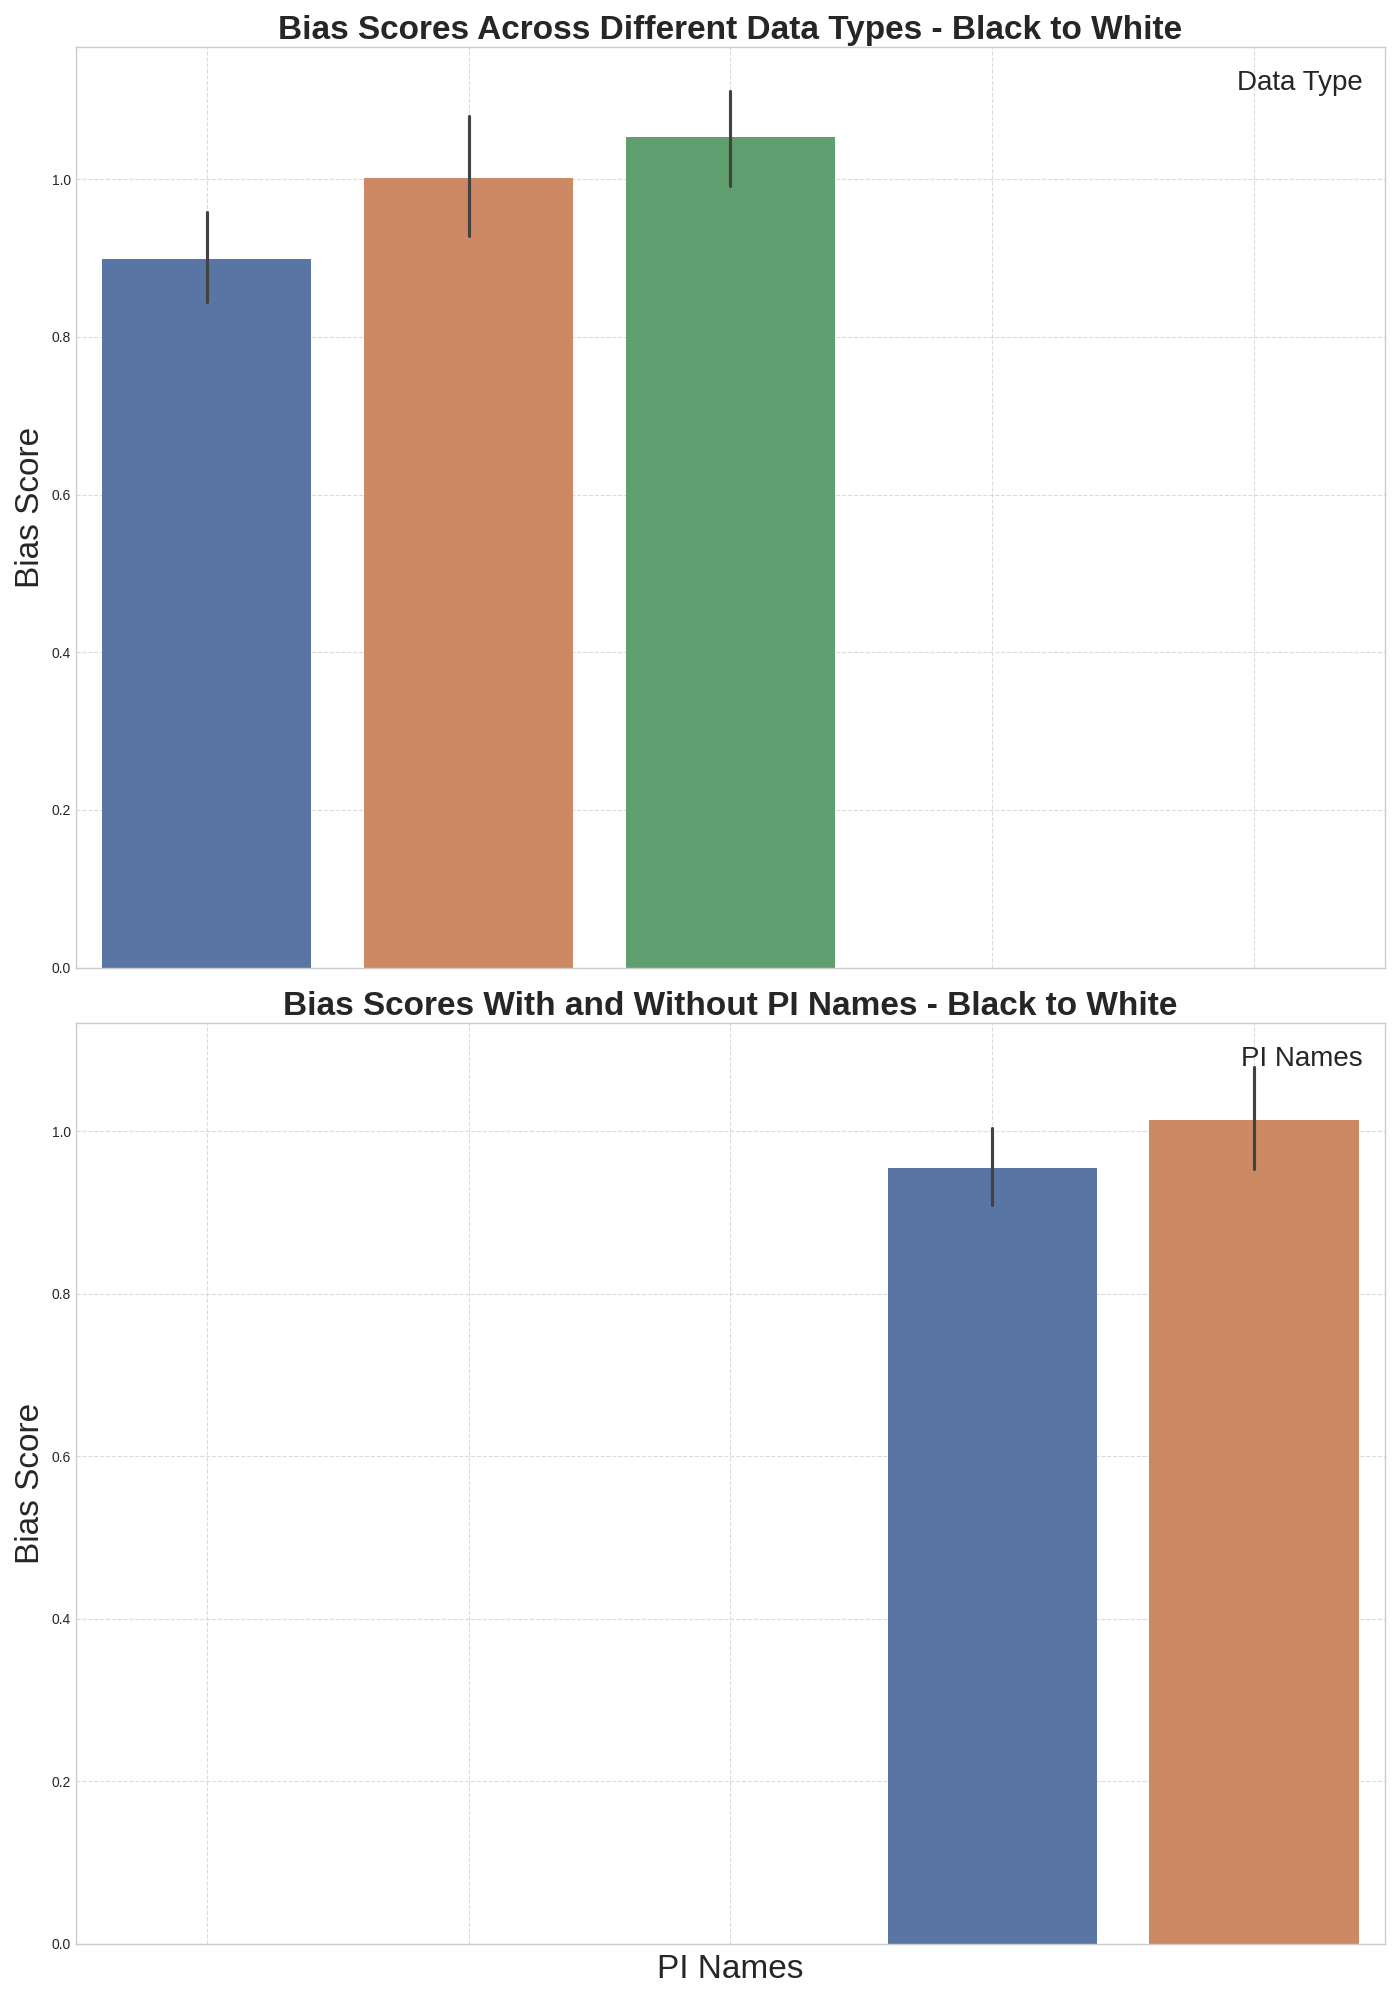 Bias Scores Across Different Data Types - Black to White
Data Type
1.0
0.8
0.6
0.4
0.2
0.0
Bias Score
Bias Scores With and Without PI Names - Black to White
PI Names
1.0
0.8
0.6
0.4
0.2
0.0
Bias Score
PI Names